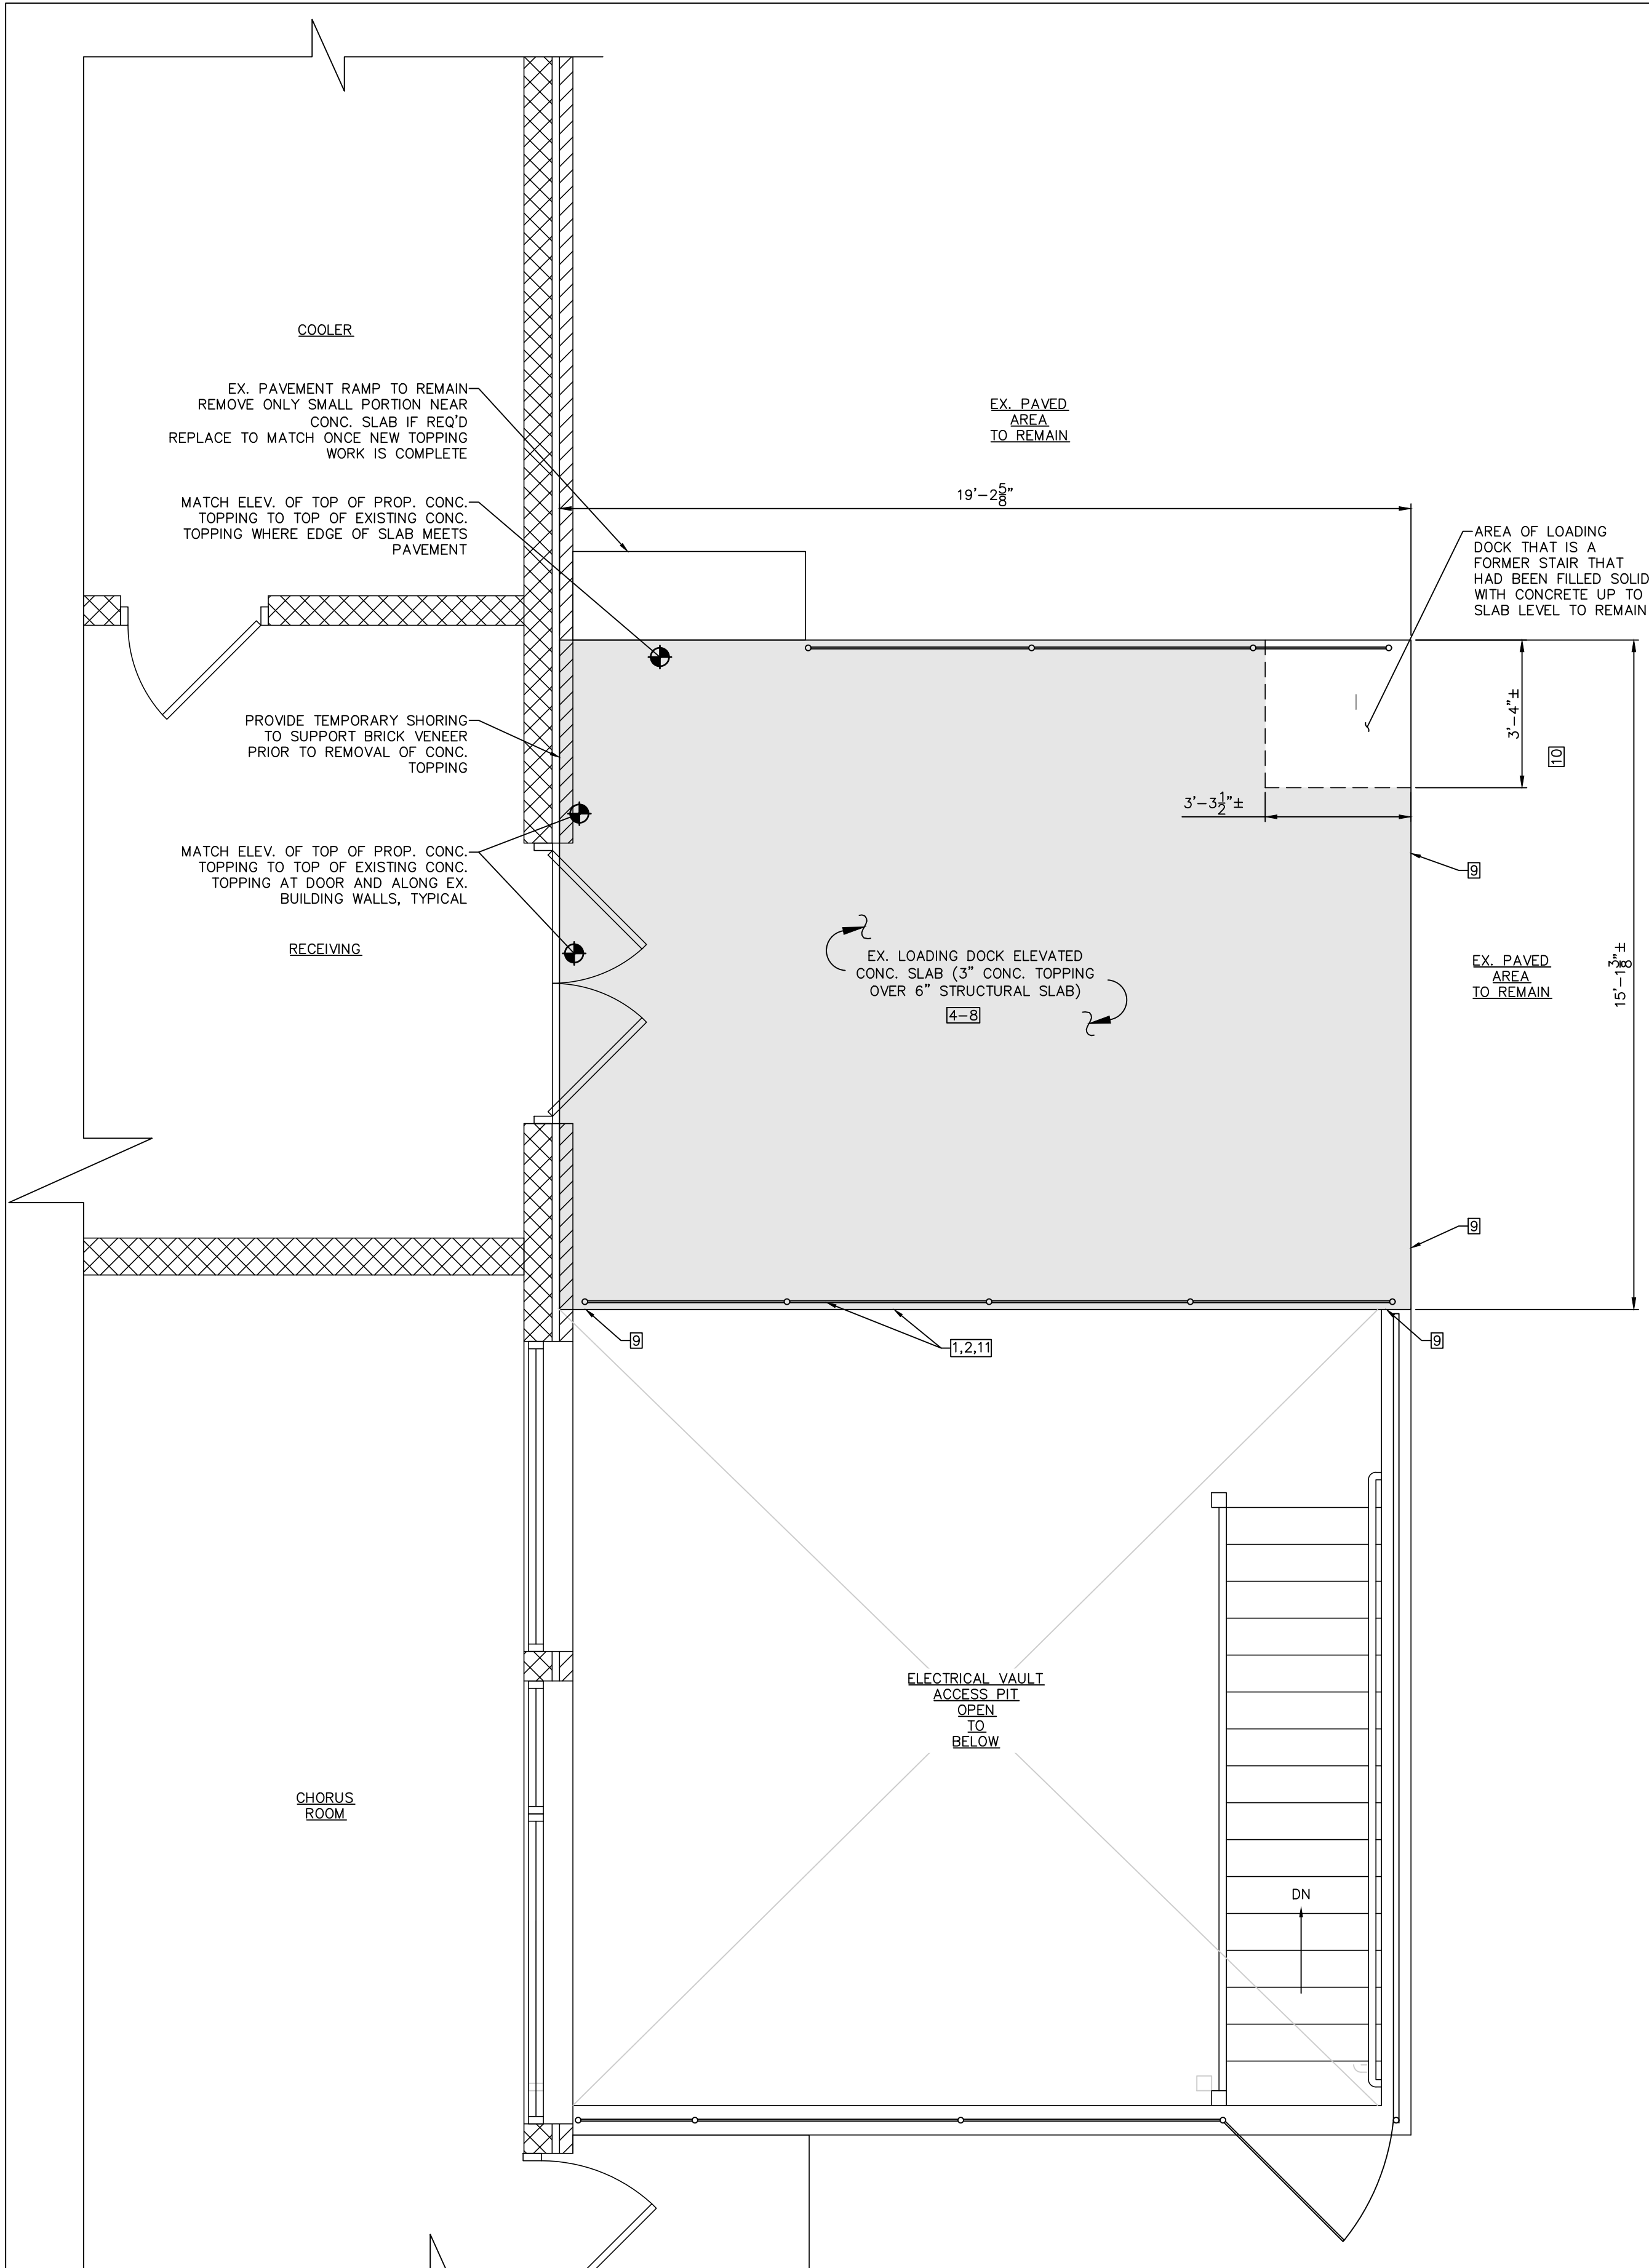 COOLER
EX. PAVEMENT RAMP TO REMAIN
REMOVE ONLY SMALL PORTION NEAR
CONC. SLAB IF REQ'D
REPLACE TO MATCH ONCE NEW TOPPING
WORK IS COMPLETE
EX. PAVED
AREA
TO REMAIN
MATCH ELEV. OF TOP OF PROP. CONC.
TOPPING TO TOP OF EXISTING CONC.
TOPPING WHERE EDGE OF SLAB MEETS
PAVEMENT
19'-2 5/8"
AREA OF LOADING
DOCK THAT IS A
FORMER STAIR THAT
HAD BEEN FILLED SOLID
WITH CONCRETE UP TO
SLAB LEVEL TO REMAIN
3'-4"±
10
PROVIDE TEMPORARY SHORING
TO SUPPORT BRICK VENEER
PRIOR TO REMOVAL OF CONC.
TOPPING
3'-3 1/2"±
MATCH ELEV. OF TOP OF PROP. CONC.
TOPPING TO TOP OF EXISTING CONC.
TOPPING AT DOOR AND ALONG EX.
BUILDING WALLS, TYPICAL
9
RECEIVING
EX. LOADING DOCK ELEVATED
CONC. SLAB (3" CONC. TOPPING
OVER 6" STRUCTURAL SLAB)
4-8
EX. PAVED
AREA
TO REMAIN
15'-1 3/8"±
9
9
1,2,11
9
ELECTRICAL VAULT
ACCESS PIT
OPEN
TO
BELOW
CHORUS
ROOM
DN